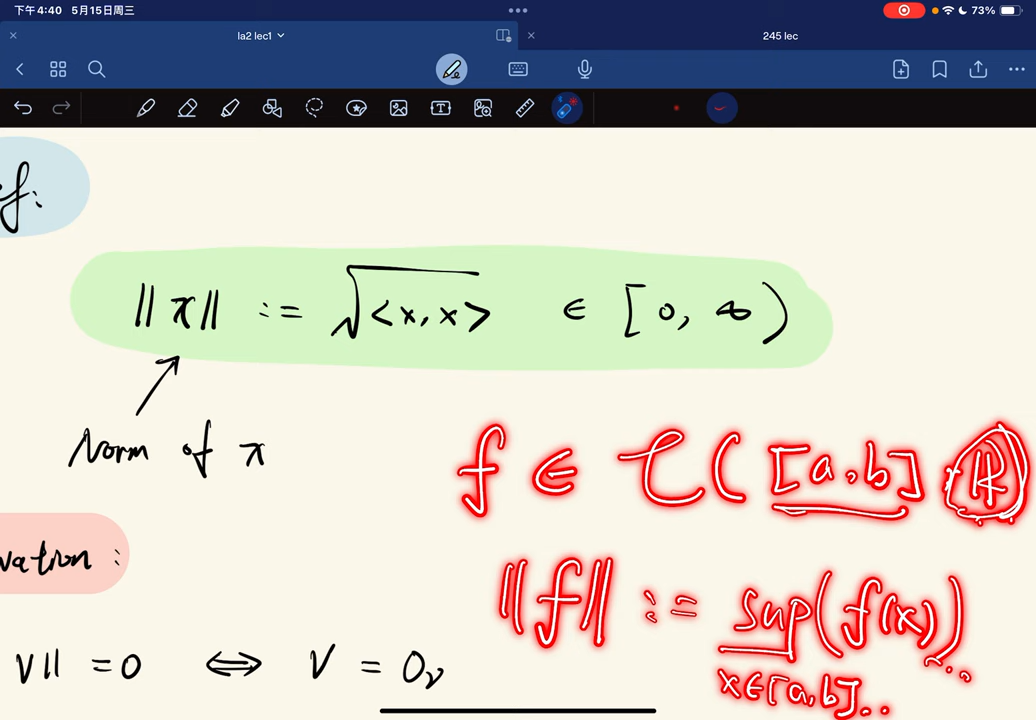 下午4:40 5月15日周三
73%
la2 lec1
245 lec
f:
||x|| := √<x, x> ∈ [0, ∞)
Norm of x
f ∈ C([a, b] ℝ)
vation :
||f|| := sup(f(x))
x∈[a,b]
V|| = 0 ⟺ V = 0ᵥ